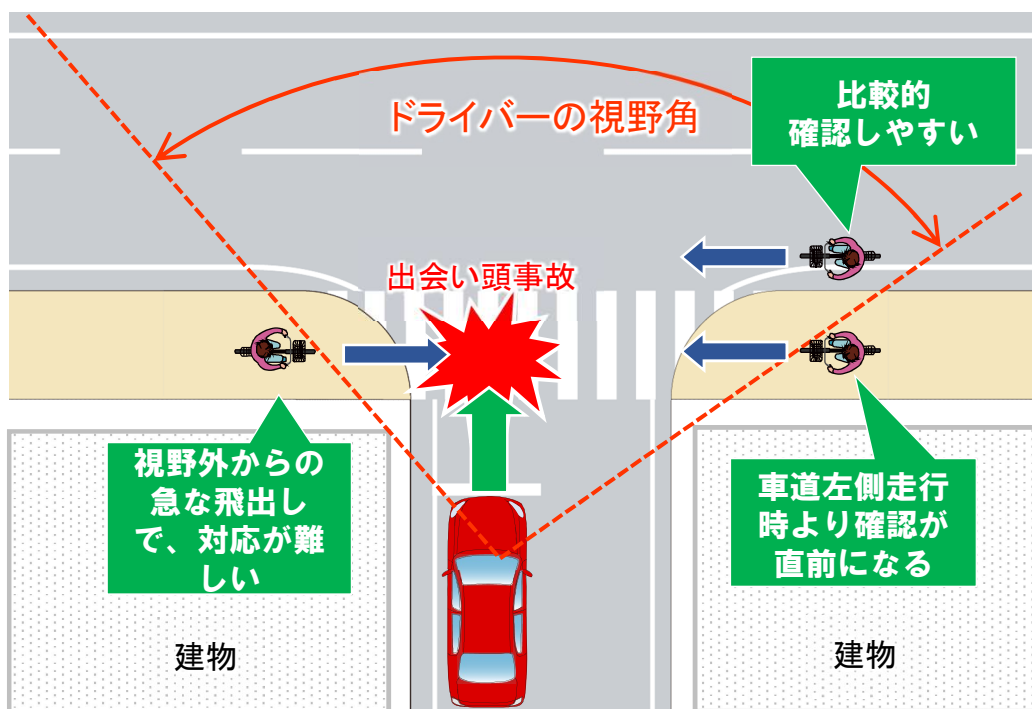 ドライバーの視野角
比較的
確認しやすい
出会い頭事故
視野外からの
急な飛出し
で、対応が難
しい
車道左側走行
時より確認が
直前になる
建物
建物